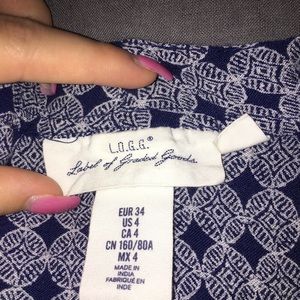 L.O.G.G.®
Label of Graded Goods.
EUR 34
US 4
CA 4
CN 160/80A
MX 4
MADE IN
INDIA
FABRIQUÉ EN
INDE